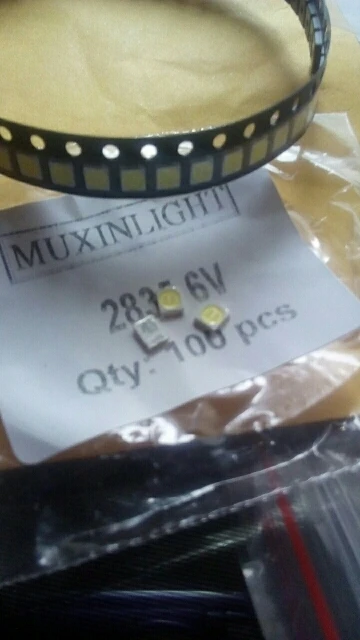 MUXINLIGHT
2835 6V
Qty: 100 pcs